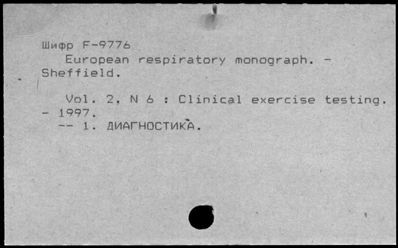 Шифр F-9776
European respiratory monograph. –
Sheffield.
Vol. 2, N 6 : Clinical exercise testing.
– 1997.
-- 1. ДИАГНОСТИКА.